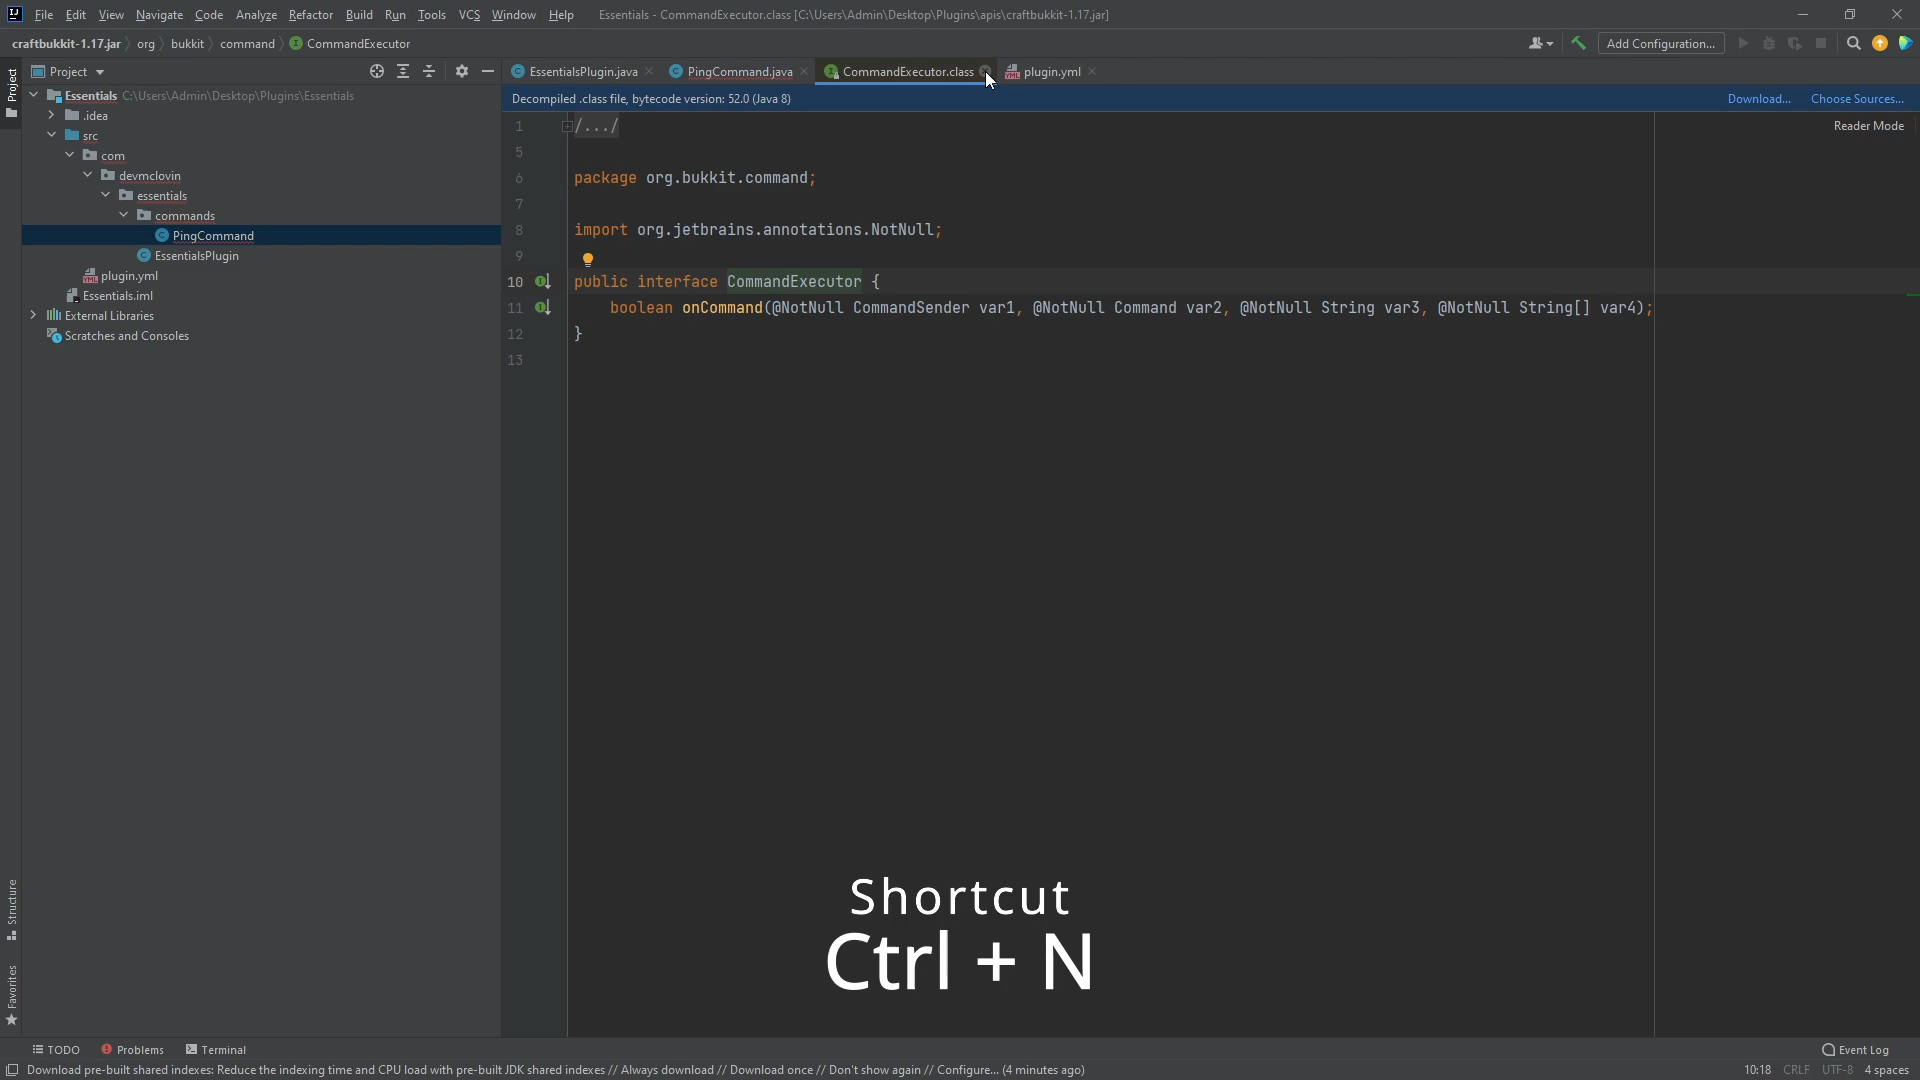 File Edit View Navigate Code Analyze Refactor Build Run Tools VCS Window Help Essentials - CommandExecutor.class [C:\Users\Admin\Desktop\Plugins\apis\craftbukkit-1.17.jar]
craftbukkit-1.17.jar org bukkit command CommandExecutor Add Configuration...
Project
EssentialsPlugin.java PingCommand.java CommandExecutor.class plugin.yml
Decompiled .class file, bytecode version: 52.0 (Java 8) Download... Choose Sources...
Reader Mode
Project
Essentials C:\Users\Admin\Desktop\Plugins\Essentials
.idea
src
com
devmclovin
essentials
commands
PingCommand
EssentialsPlugin
plugin.yml
Essentials.iml
External Libraries
Scratches and Consoles
1 /.../
5
6 package org.bukkit.command;
7
8 import org.jetbrains.annotations.NotNull;
9
10 public interface CommandExecutor {
11 boolean onCommand(@NotNull CommandSender var1, @NotNull Command var2, @NotNull String var3, @NotNull String[] var4);
12 }
13
Shortcut
Ctrl + N
Structure
Favorites
TODO Problems Terminal Event Log
Download pre-built shared indexes: Reduce the indexing time and CPU load with pre-built JDK shared indexes // Always download // Download once // Don't show again // Configure... (4 minutes ago) 10:18 CRLF UTF-8 4 spaces